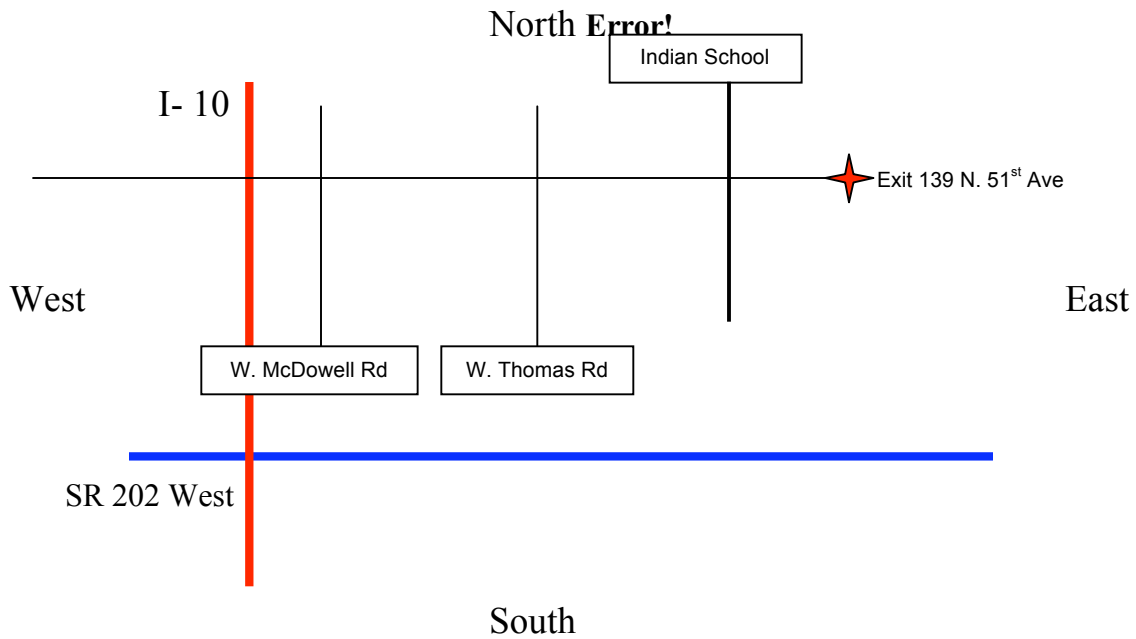 North Error!
Indian School
I- 10
Exit 139 N. 51st Ave
West
East
W. McDowell Rd
W. Thomas Rd
SR 202 West
South